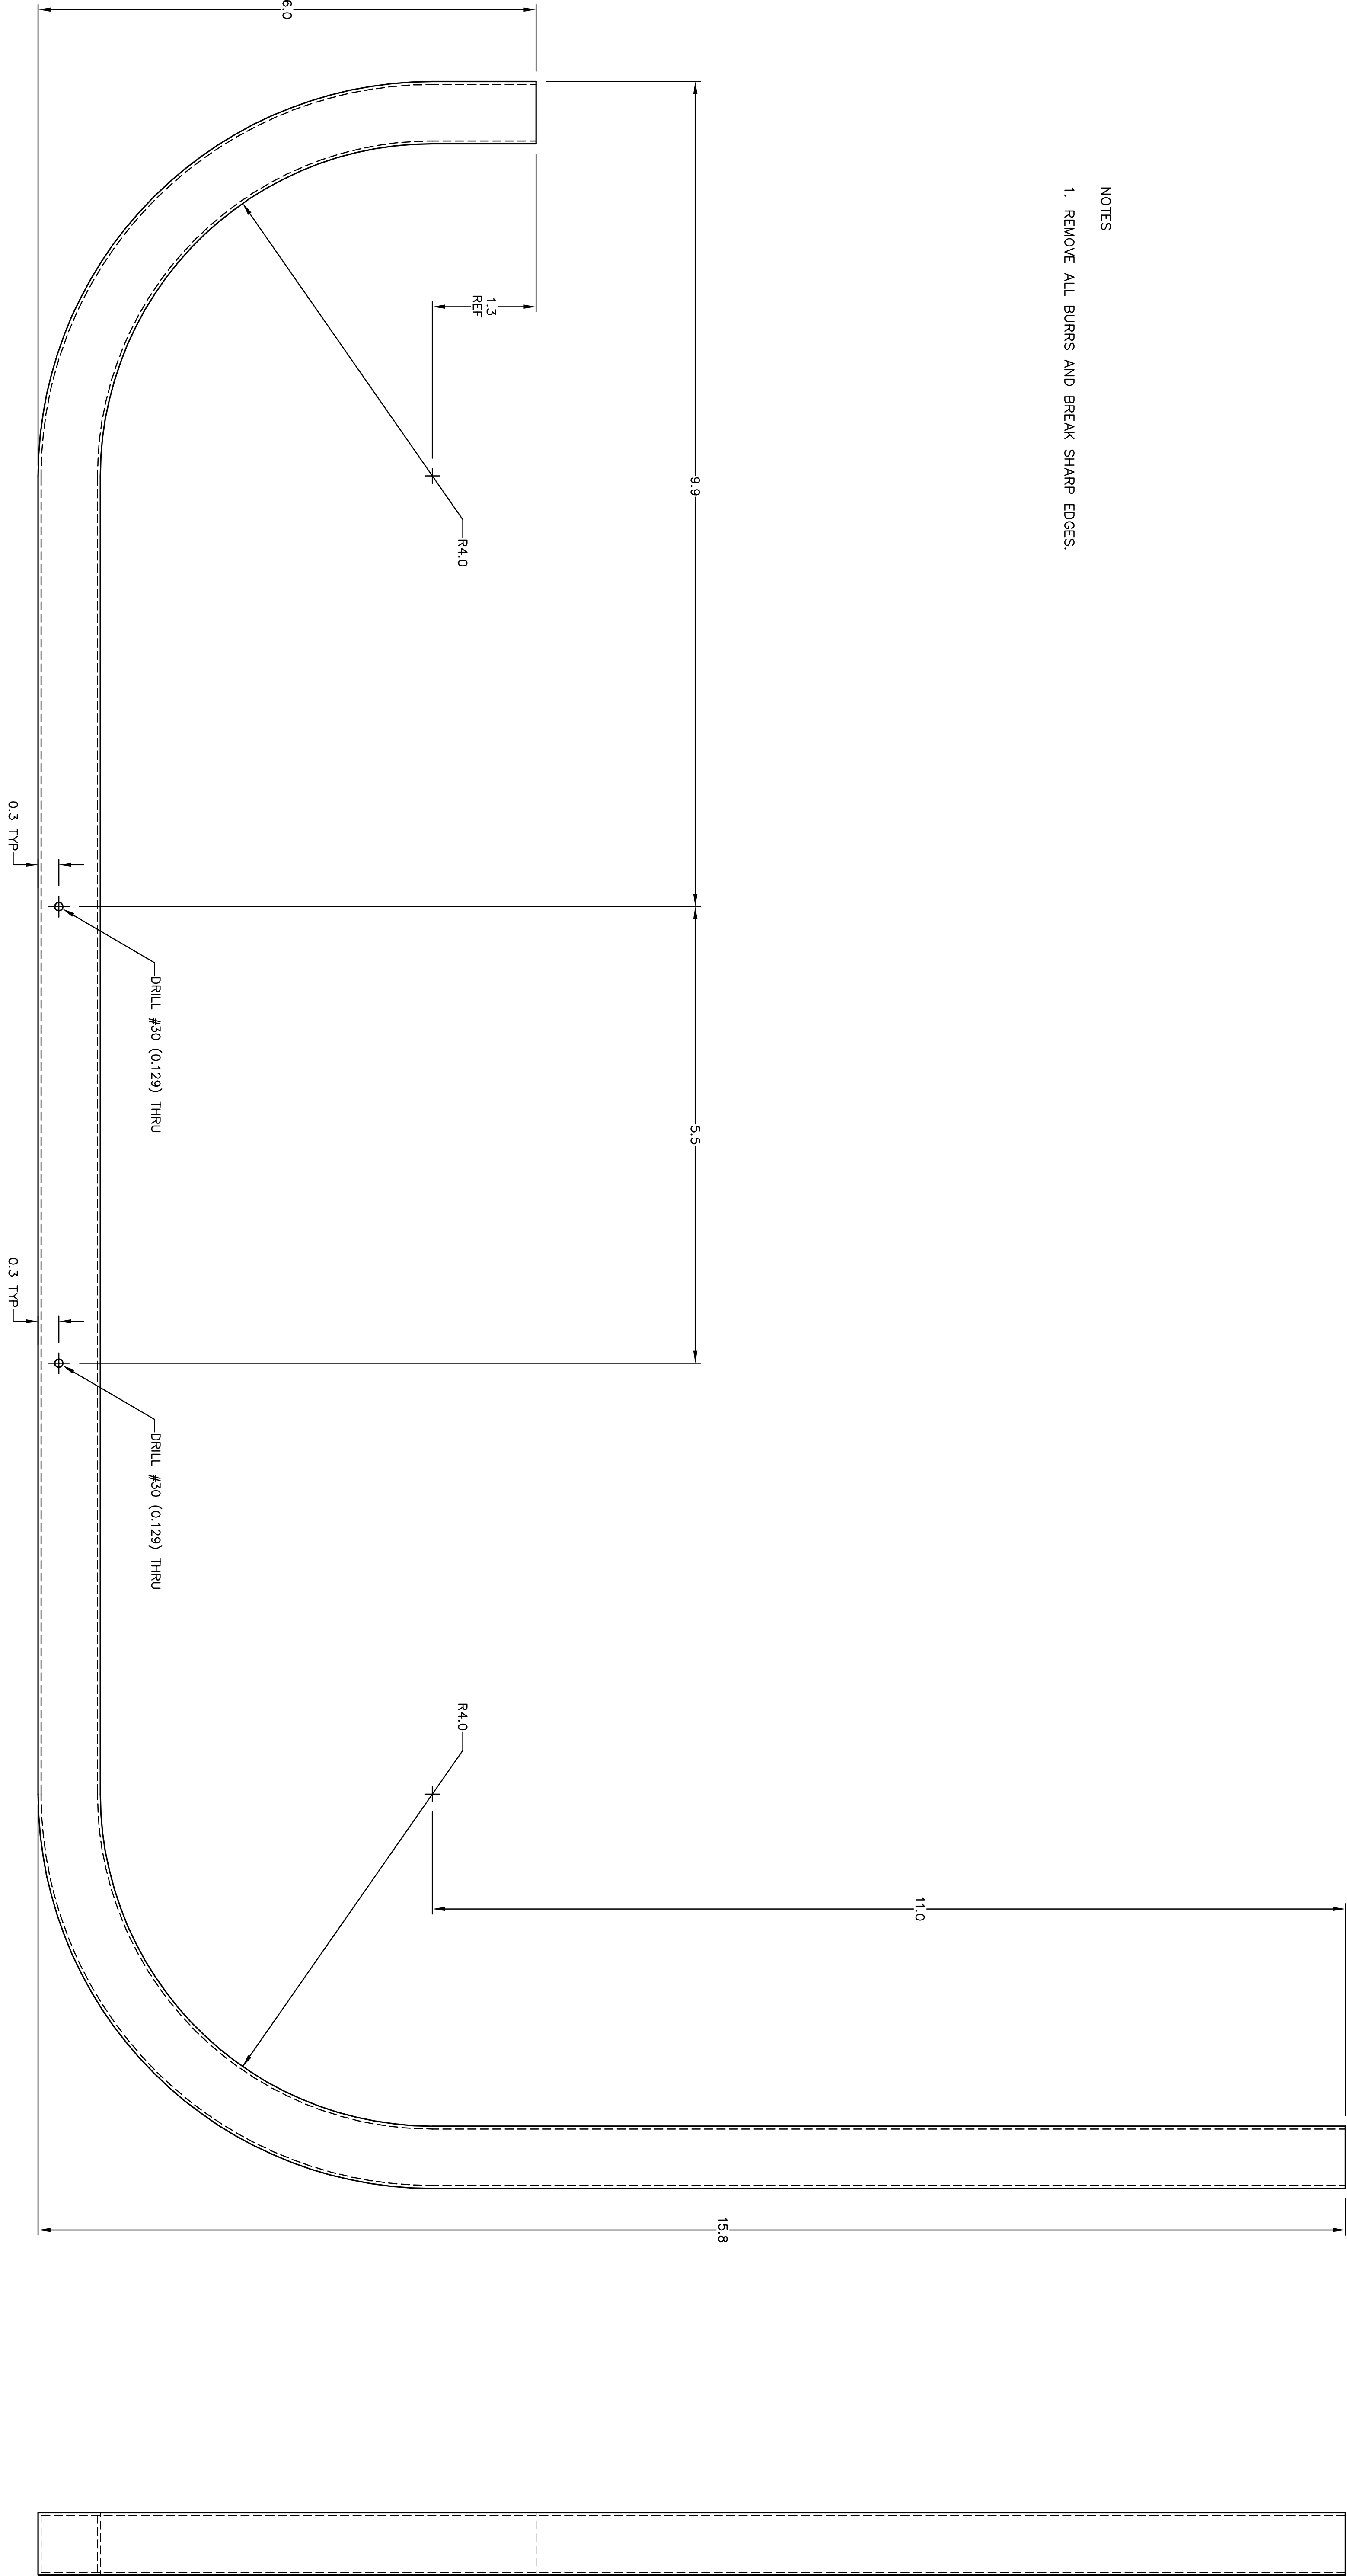 NOTES
1. REMOVE ALL BURRS AND BREAK SHARP EDGES.
15.8
11.0
9.9
5.5
R4.0
R4.0
1.3
REF
6.0
DRILL #30 (0.129) THRU
DRILL #30 (0.129) THRU
0.3 TYP
0.3 TYP